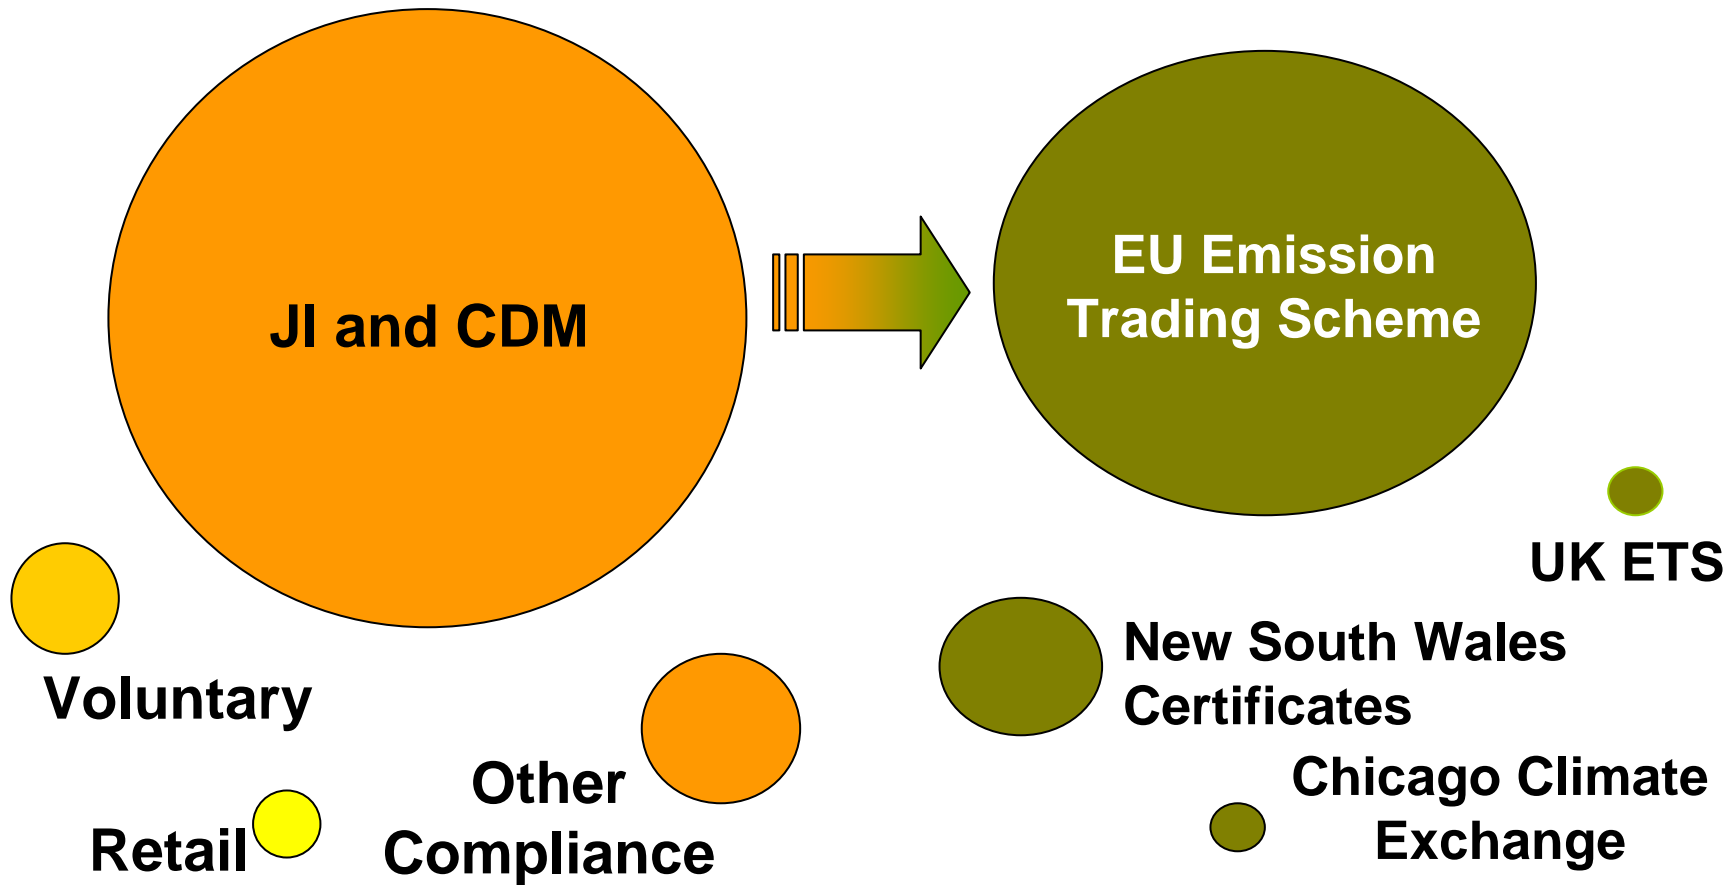 JI and CDM
EU Emission
Trading Scheme
UK ETS
Voluntary
New South Wales
Certificates
Other
Compliance
Chicago Climate
Exchange
Retail